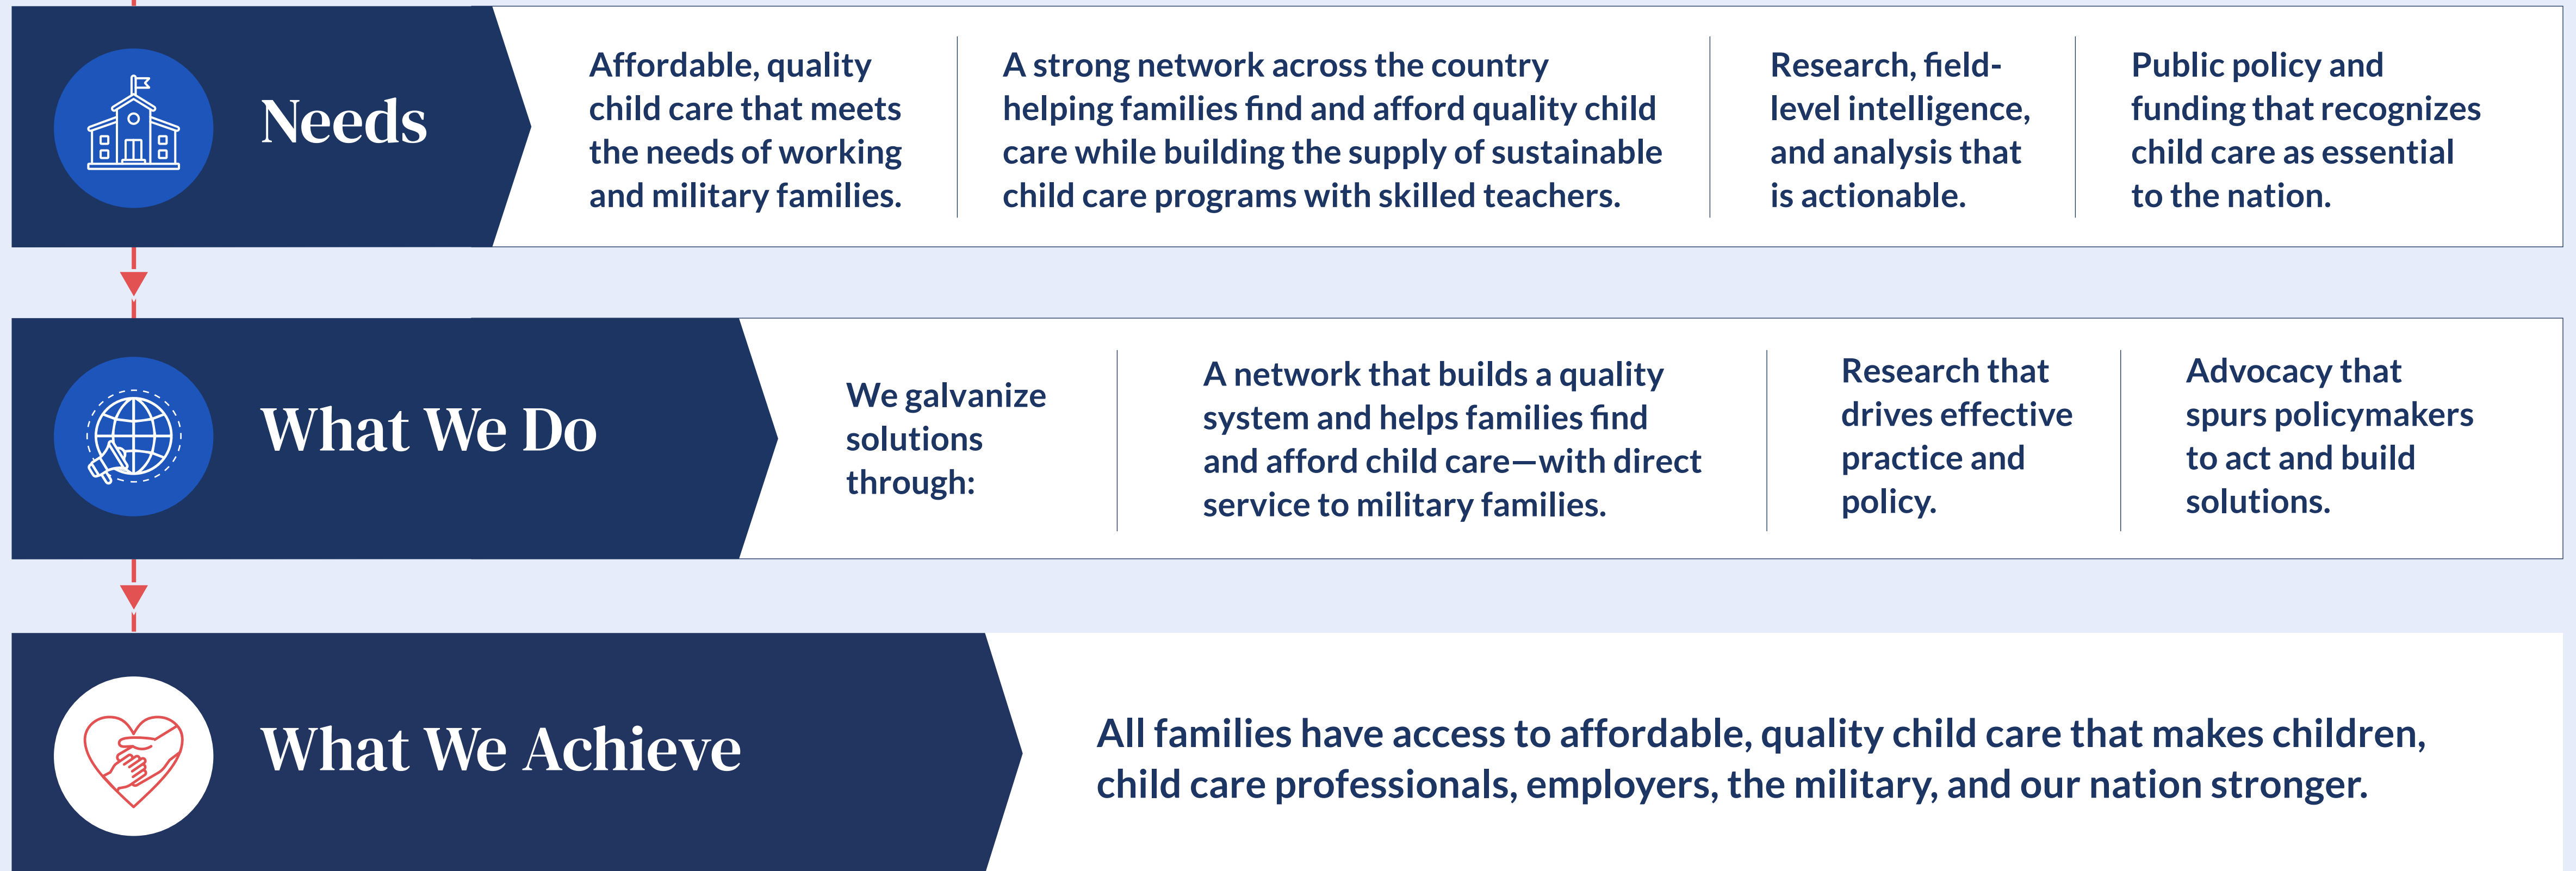 Needs
Affordable, quality
child care that meets
the needs of working
and military families.
A strong network across the country
helping families find and afford quality child
care while building the supply of sustainable
child care programs with skilled teachers.
Research, field-
level intelligence,
and analysis that
is actionable.
Public policy and
funding that recognizes
child care as essential
to the nation.
What We Do
We galvanize
solutions
through:
A network that builds a quality
system and helps families find
and afford child care—with direct
service to military families.
Research that
drives effective
practice and
policy.
Advocacy that
spurs policymakers
to act and build
solutions.
What We Achieve
All families have access to affordable, quality child care that makes children,
child care professionals, employers, the military, and our nation stronger.